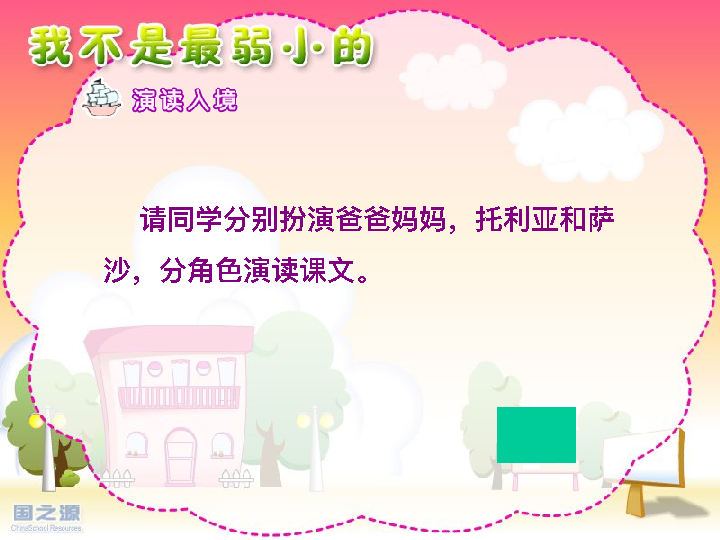 我不是最弱小的
演读入境
请同学分别扮演爸爸妈妈，托利亚和萨
沙，分角色演读课文。
国之源
ChinaSchool Resources